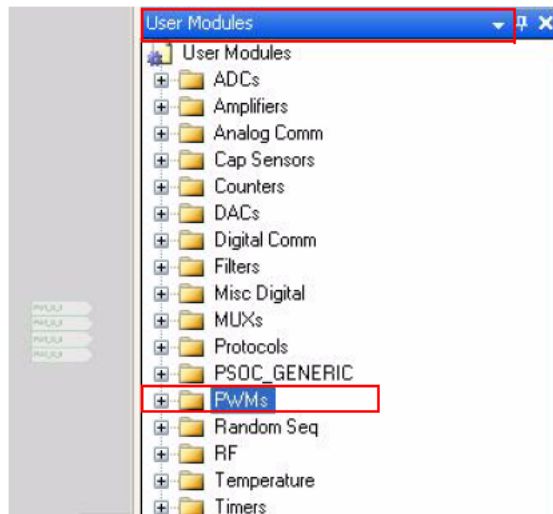 User Modules
User Modules
ADCs
Amplifiers
Analog Comm
Cap Sensors
Counters
DACs
Digital Comm
Filters
Misc Digital
MUXs
Protocols
PSOC_GENERIC
PWMs
Random Seq
RF
Temperature
Timers